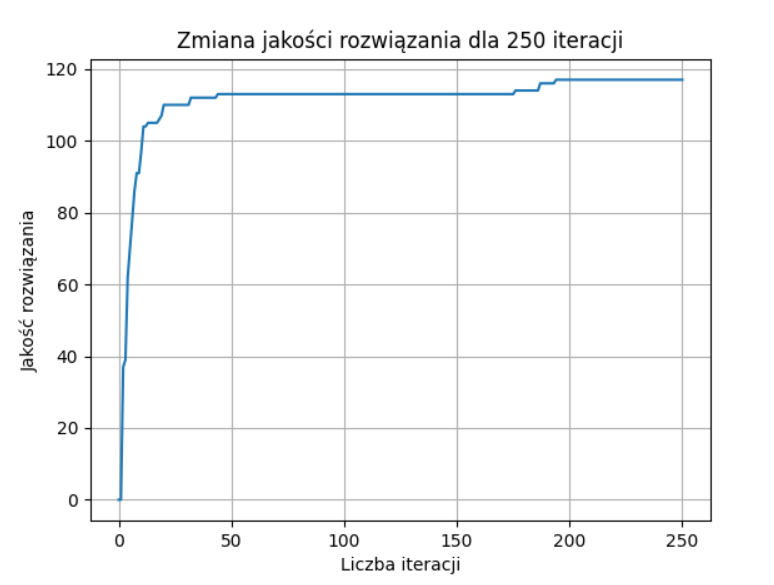 Zmiana jakości rozwiązania dla 250 iteracji
120
100
80
60
40
20
0
Jakość rozwiązania
0 50 100 150 200 250
Liczba iteracji